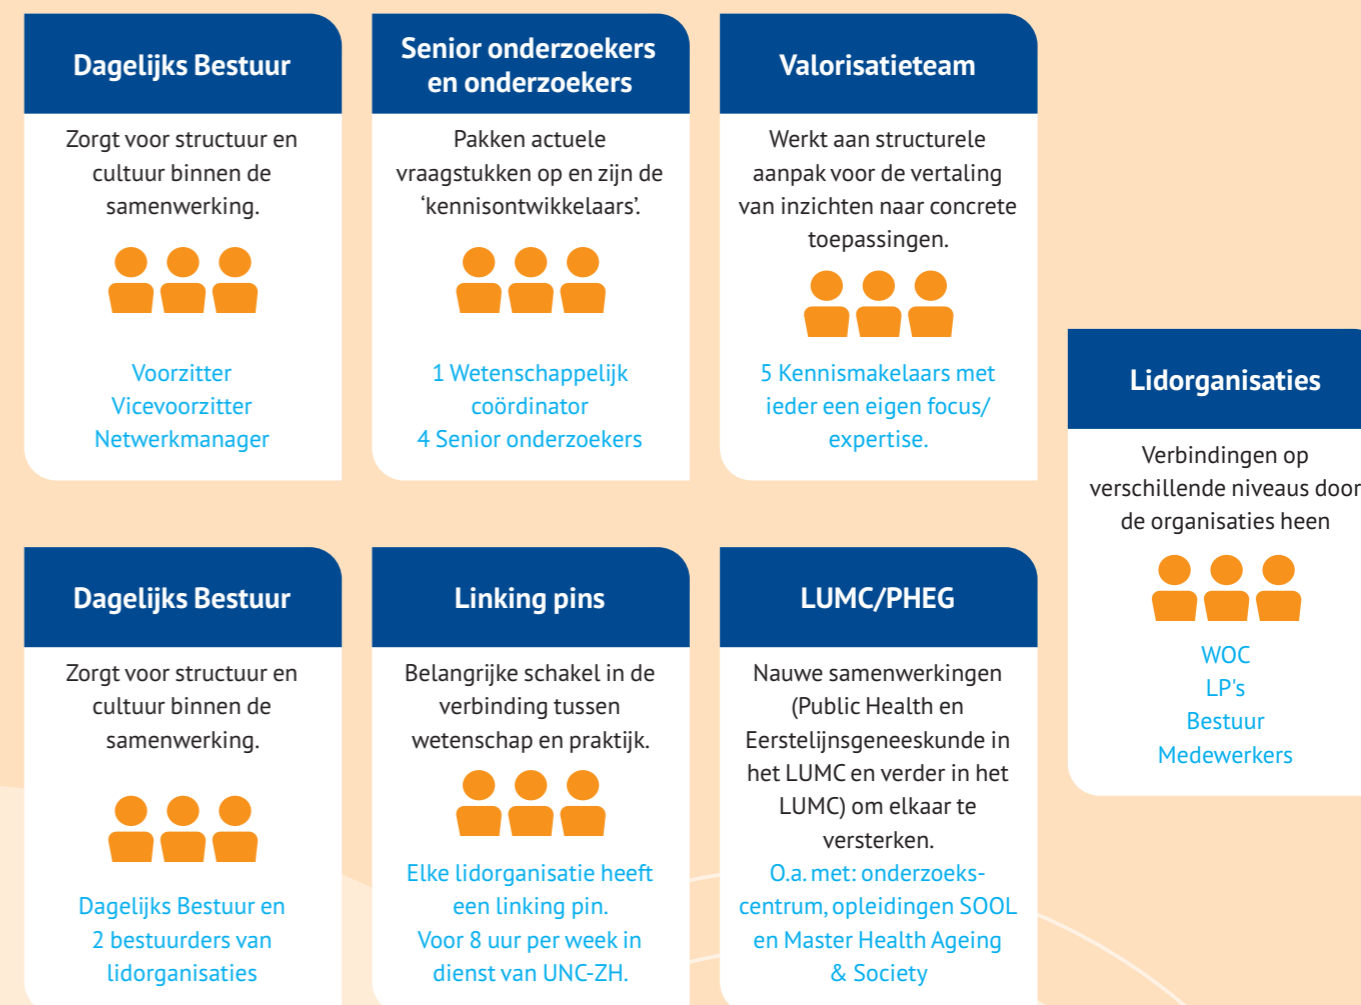 Dagelijks Bestuur
Zorgt voor structuur en
cultuur binnen de
samenwerking.
Voorzitter
Vicevoorzitter
Netwerkmanager
Senior onderzoekers
en onderzoekers
Pakken actuele
vraagstukken op en zijn de
‘kennisontwikkelaars’.
1 Wetenschappelijk
coördinator
4 Senior onderzoekers
Valorisatieteam
Werkt aan structurele
aanpak voor de vertaling
van inzichten naar concrete
toepassingen.
5 Kennismakelaars met
ieder een eigen focus/
expertise.
Lidorganisaties
Verbindingen op
verschillende niveaus door
de organisaties heen
WOC
LP's
Bestuur
Medewerkers
Dagelijks Bestuur
Zorgt voor structuur en
cultuur binnen de
samenwerking.
Dagelijks Bestuur en
2 bestuurders van
lidorganisaties
Linking pins
Belangrijke schakel in de
verbinding tussen
wetenschap en praktijk.
Elke lidorganisatie heeft
een linking pin.
Voor 8 uur per week in
dienst van UNC-ZH.
LUMC/PHEG
Nauwe samenwerkingen
(Public Health en
Eerstelijnsgeneeskunde in
het LUMC en verder in het
LUMC) om elkaar te
versterken.
O.a. met: onderzoeks-
centrum, opleidingen SOOL
en Master Health Ageing
& Society